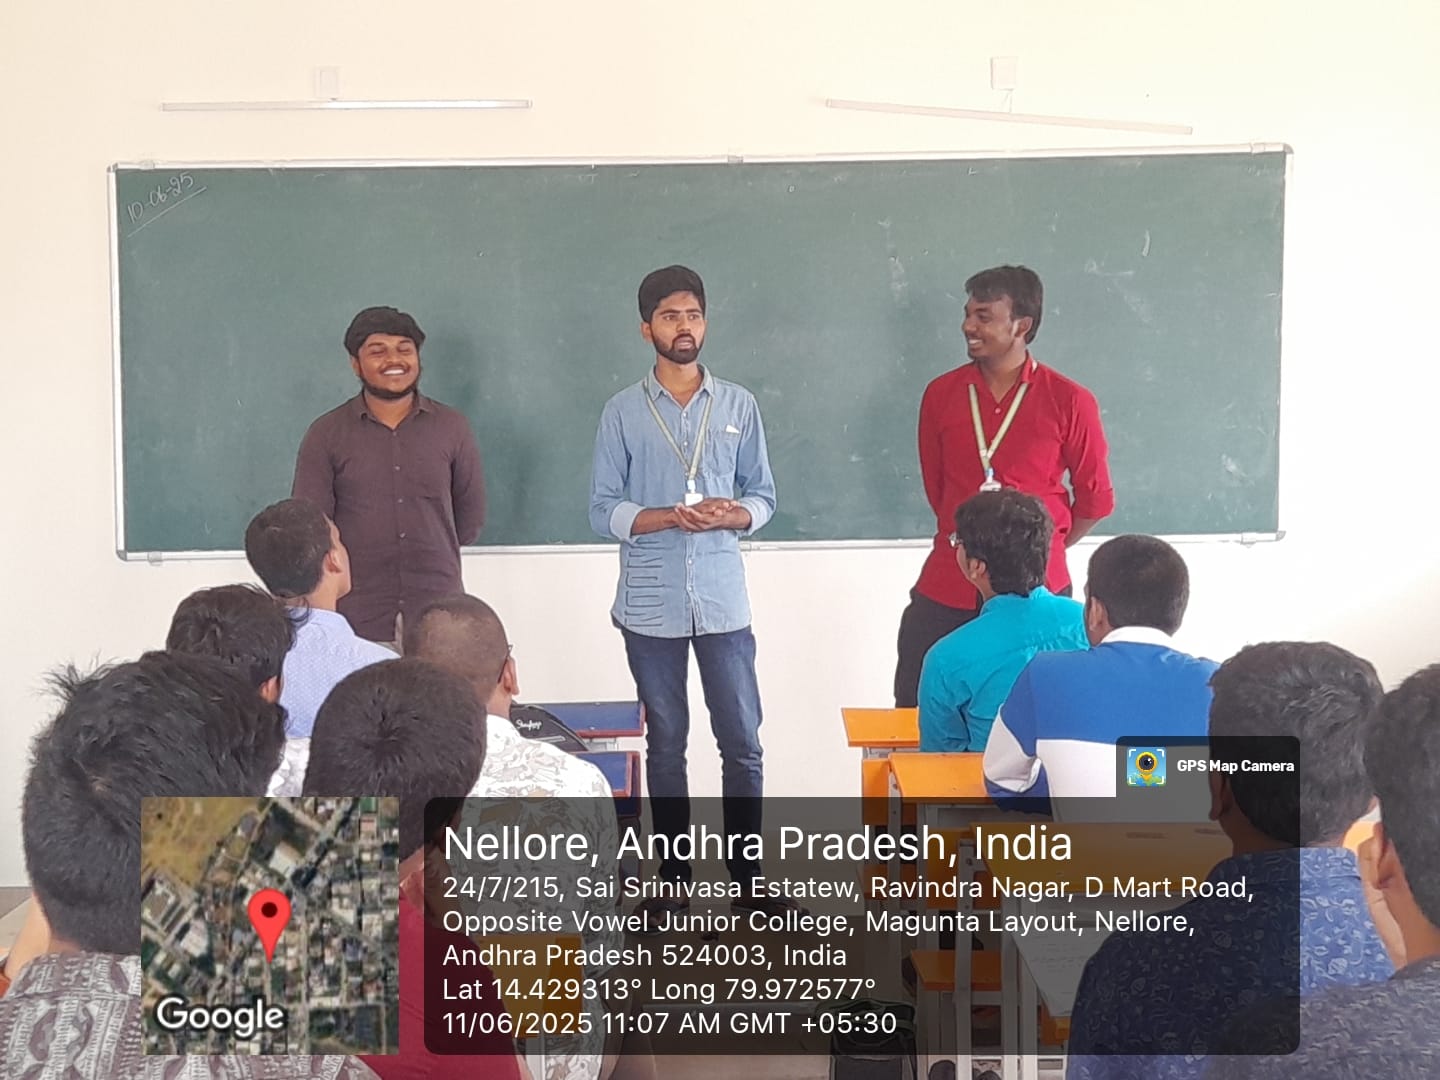 10-06-25
GPS Map Camera
Nellore, Andhra Pradesh, India
24/7/215, Sai Srinivasa Estatew, Ravindra Nagar, D Mart Road,
Opposite Vowel Junior College, Magunta Layout, Nellore,
Andhra Pradesh 524003, India
Lat 14.429313° Long 79.972577°
11/06/2025 11:07 AM GMT +05:30
Google